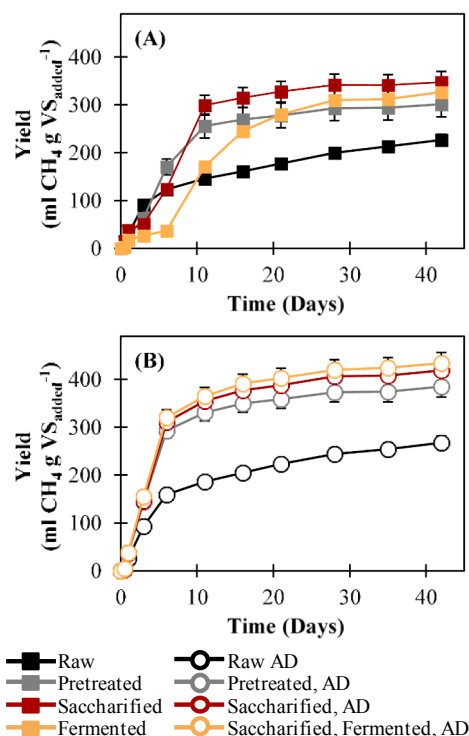 (A)
400
300
200
100
0
Yield
(ml CH4 g VSadded-1)
0 10 20 30 40
Time (Days)
(B)
400
300
200
100
0
Yield
(ml CH4 g VSadded-1)
0 10 20 30 40
Time (Days)
Raw Raw AD
Pretreated Pretreated, AD
Saccharified Saccharified, AD
Fermented Saccharified, Fermented, AD